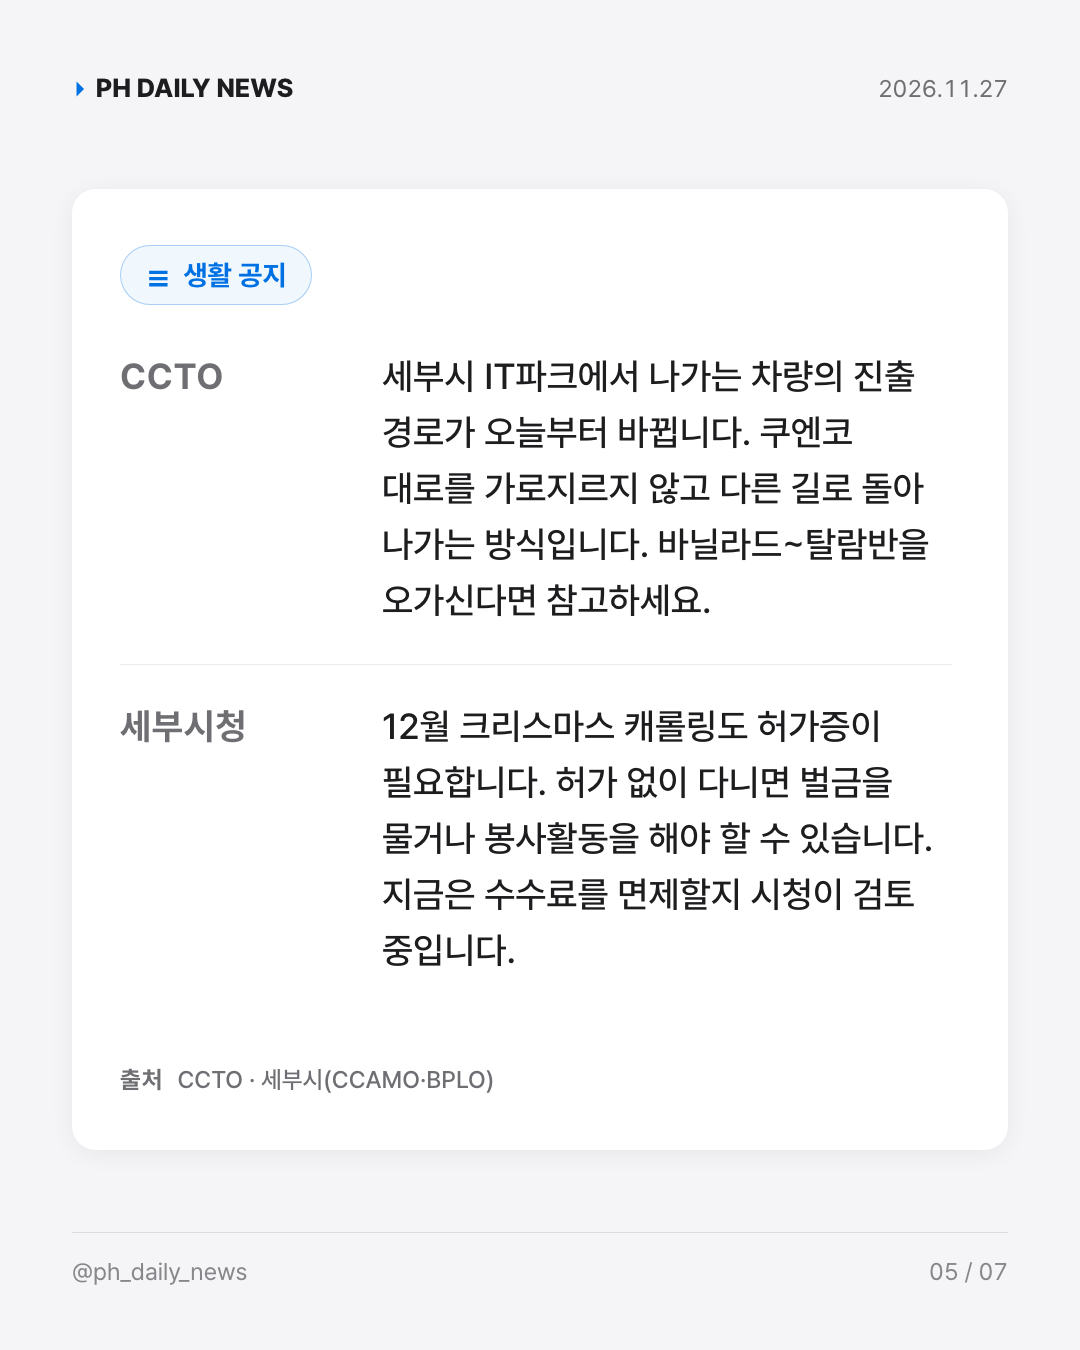 PH DAILY NEWS
2026.11.27
생활 공지
CCTO
세부시 IT파크에서 나가는 차량의 진출
경로가 오늘부터 바뀝니다. 쿠엔코
대로를 가로지르지 않고 다른 길로 돌아
나가는 방식입니다. 바닐라드~탈람반을
오가신다면 참고하세요.
세부시청
12월 크리스마스 캐롤링도 허가증이
필요합니다. 허가 없이 다니면 벌금을
물거나 봉사활동을 해야 할 수 있습니다.
지금은 수수료를 면제할지 시청이 검토
중입니다.
출처 CCTO · 세부시(CCAMO·BPLO)
@ph_daily_news
05 / 07